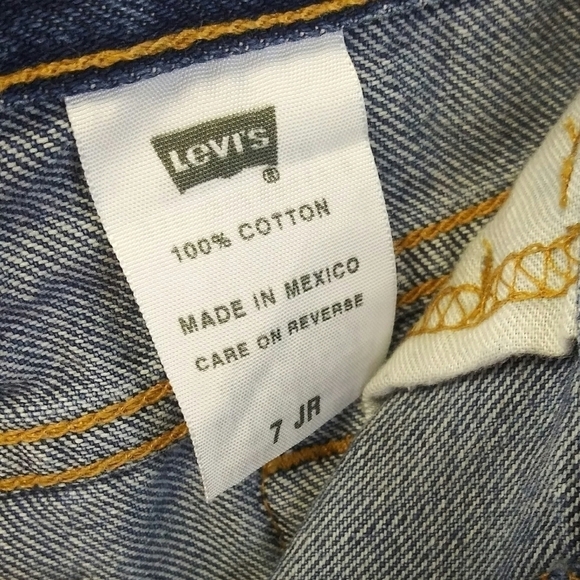 Levi's
®
100% COTTON
MADE IN MEXICO
CARE ON REVERSE
7 JR